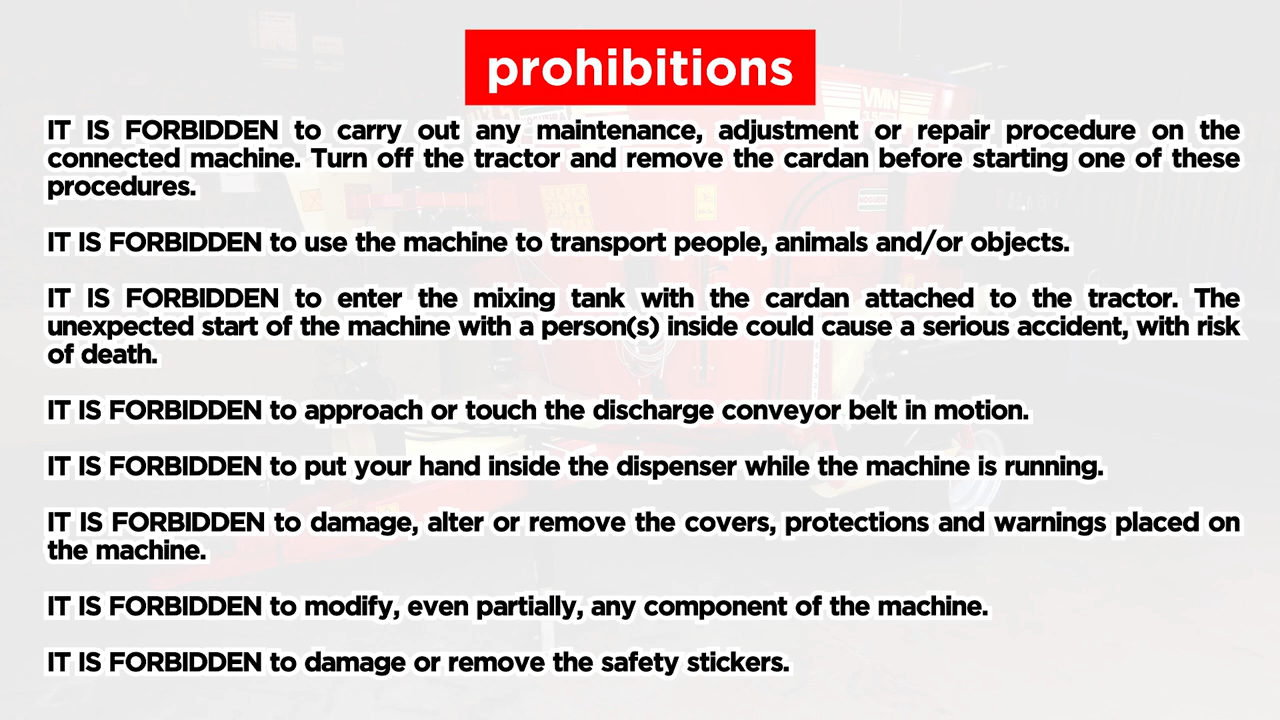 prohibitions
IT IS FORBIDDEN to carry out any maintenance, adjustment or repair procedure on the
connected machine. Turn off the tractor and remove the cardan before starting one of these
procedures.
IT IS FORBIDDEN to use the machine to transport people, animals and/or objects.
IT IS FORBIDDEN to enter the mixing tank with the cardan attached to the tractor. The
unexpected start of the machine with a person(s) inside could cause a serious accident, with risk
of death.
IT IS FORBIDDEN to approach or touch the discharge conveyor belt in motion.
IT IS FORBIDDEN to put your hand inside the dispenser while the machine is running.
IT IS FORBIDDEN to damage, alter or remove the covers, protections and warnings placed on
the machine.
IT IS FORBIDDEN to modify, even partially, any component of the machine.
IT IS FORBIDDEN to damage or remove the safety stickers.
VMN